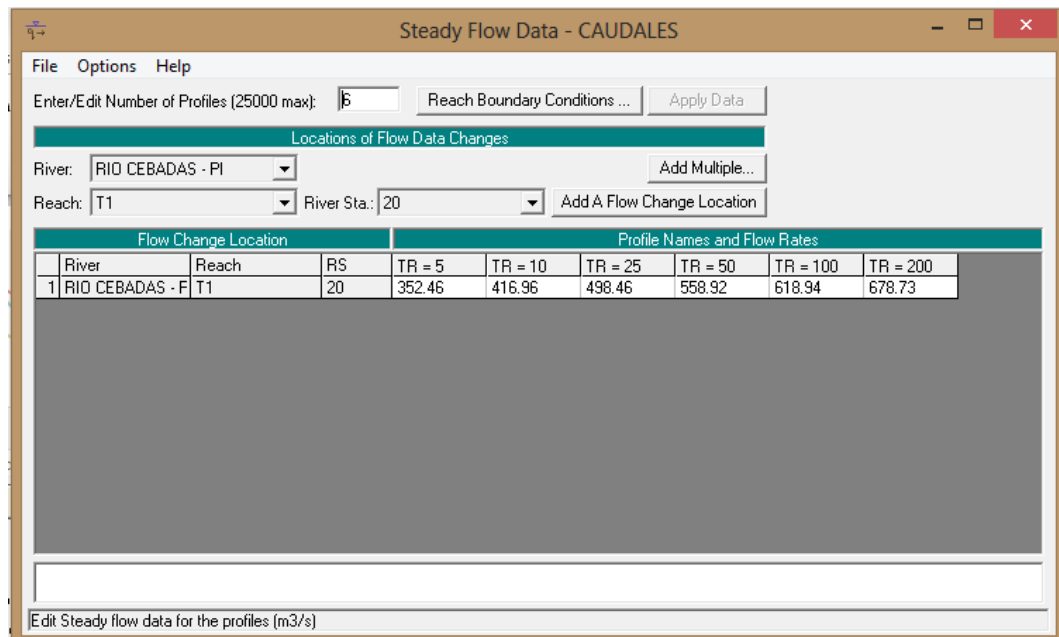 Steady Flow Data - CAUDALES
File Options Help
Enter/Edit Number of Profiles (25000 max): 6 Reach Boundary Conditions ... Apply Data
Locations of Flow Data Changes
River: RIO CEBADAS - PI Add Multiple...
Reach: T1 River Sta.: 20 Add A Flow Change Location
Flow Change Location Profile Names and Flow Rates
River Reach RS TR = 5 TR = 10 TR = 25 TR = 50 TR = 100 TR = 200
1 RIO CEBADAS - F T1 20 352.46 416.96 498.46 558.92 618.94 678.73
Edit Steady flow data for the profiles (m3/s)